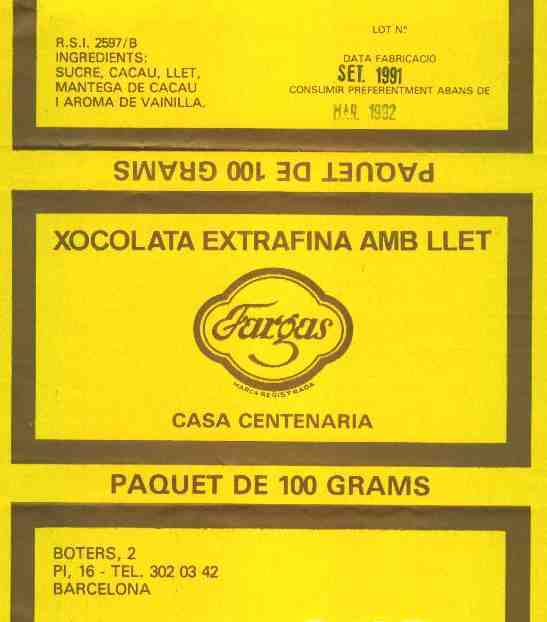 R.S.I. 2597/B
INGREDIENTS:
SUCRE, CACAU, LLET,
MANTEGA DE CACAU
I AROMA DE VAINILLA.
LOT Nº
DATA FABRICACIO
SET. 1991
CONSUMIR PREFERENTMENT ABANS DE
MAR. 1992
PAQUET DE 100 GRAMS
XOCOLATA EXTRAFINA AMB LLET
Fargas
MARCA REGISTRADA
CASA CENTENARIA
PAQUET DE 100 GRAMS
BOTERS, 2
PI, 16 - TEL. 302 03 42
BARCELONA